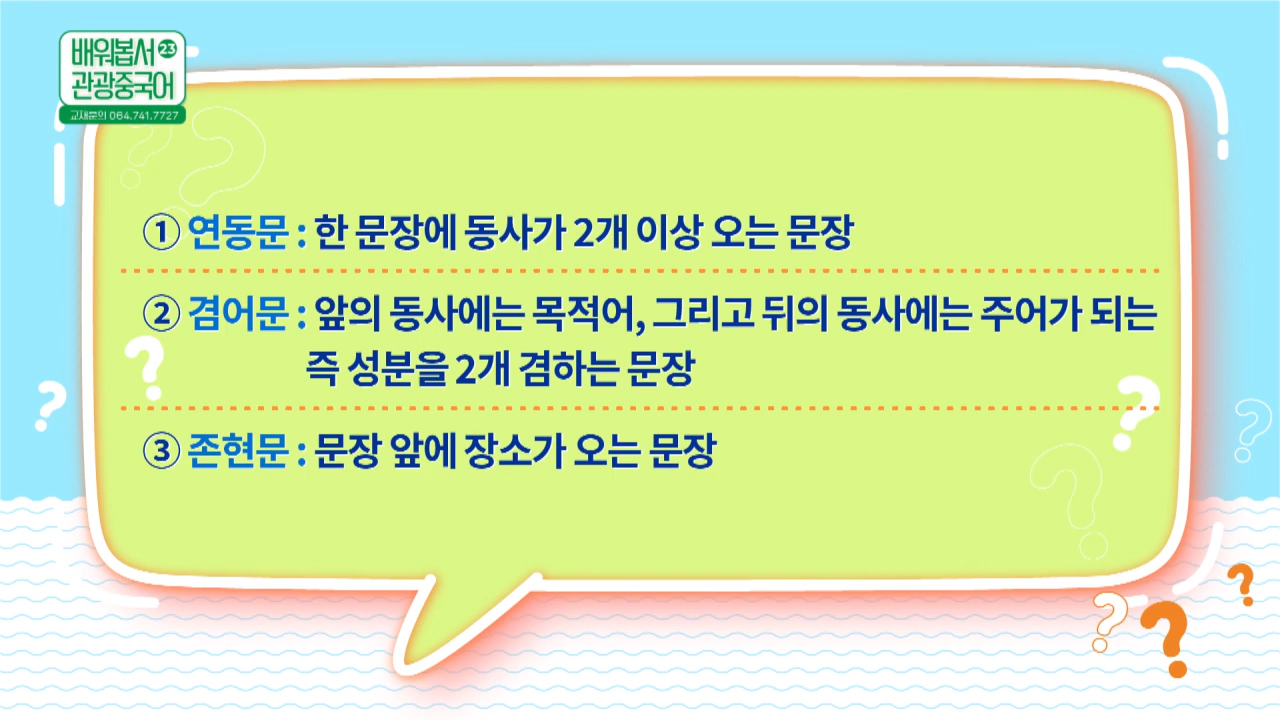 배워봅서 23
관광중국어
교재문의 064.741.7727
① 연동문 : 한 문장에 동사가 2개 이상 오는 문장
② 겸어문 : 앞의 동사에는 목적어, 그리고 뒤의 동사에는 주어가 되는
즉 성분을 2개 겸하는 문장
③ 존현문 : 문장 앞에 장소가 오는 문장